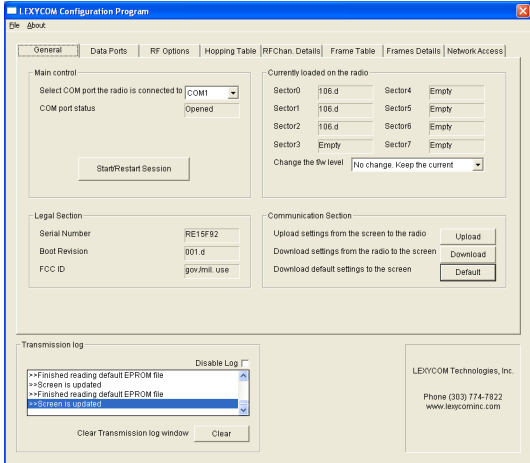 LEXYCOM Configuration Program
File About
General Data Ports RF Options Hopping Table RFChan. Details Frame Table Frames Details Network Access
Main control
Select COM port the radio is connected to COM1
COM port status Opened
Start/Restart Session
Currently loaded on the radio
Sector0 106.d Sector4 Empty
Sector1 106.d Sector5 Empty
Sector2 106.d Sector6 Empty
Sector3 Empty Sector7 Empty
Change the f/w level No change. Keep the current
Legal Section
Serial Number RE15F92
Boot Revision 001.d
FCC ID gov./mil. use
Communication Section
Upload settings from the screen to the radio Upload
Download settings from the radio to the screen Download
Download default settings to the screen Default
Transmission log
Disable Log
>>Finished reading default EPROM file
>>Screen is updated
>>Finished reading default EPROM file
>>Screen is updated
Clear Transmission log window Clear
LEXYCOM Technologies, Inc.
Phone (303) 774-7822
www.lexycominc.com